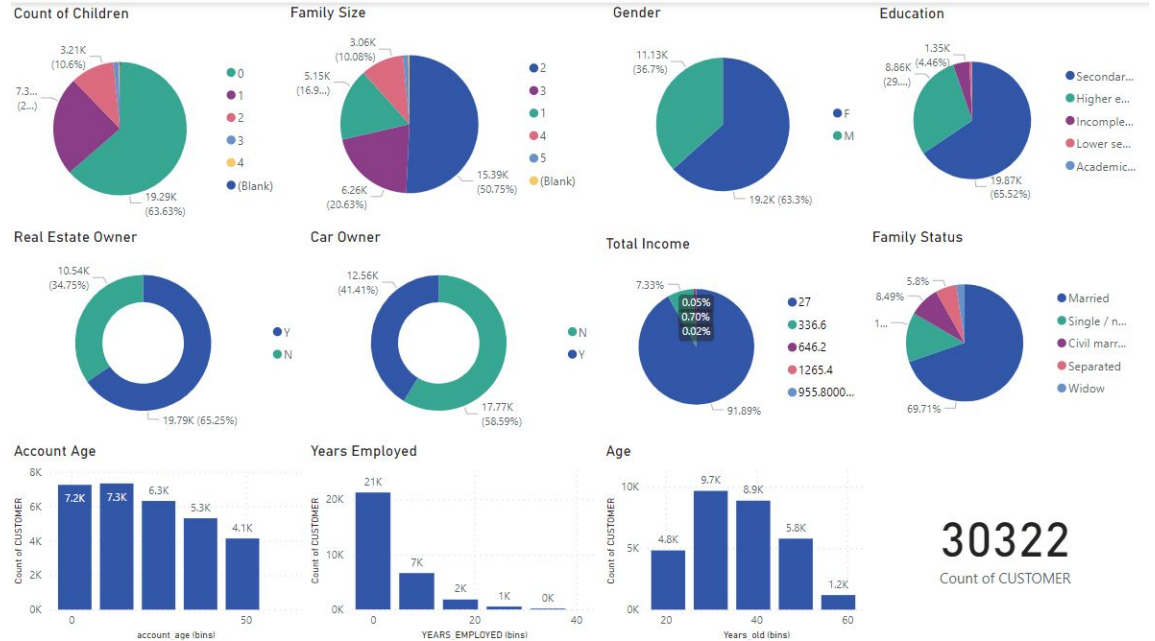 Count of Children
3.21K
(10.6%)
7.3...
(2...)
19.29K
(63.63%)
0
1
2
3
4
(Blank)
Family Size
3.06K
(10.08%)
5.15K
(16.9...)
6.26K
(20.63%)
15.39K
(50.75%)
2
3
1
4
5
(Blank)
Gender
11.13K
(36.7%)
19.2K (63.3%)
F
M
Education
1.35K
(4.46%)
8.86K
(29....)
19.87K
(65.52%)
Secondar...
Higher e...
Incomple...
Lower se...
Academic...
Real Estate Owner
10.54K
(34.75%)
19.79K (65.25%)
Y
N
Car Owner
12.56K
(41.41%)
17.77K
(58.59%)
N
Y
Total Income
7.33%
0.05%
0.70%
0.02%
91.89%
27
336.6
646.2
1265.4
955.8000...
Family Status
5.8%
8.49%
1...
69.71%
Married
Single / n...
Civil marr...
Separated
Widow
Account Age
Count of CUSTOMER
8K
6K
4K
2K
0K
7.2K
7.3K
6.3K
5.3K
4.1K
0
50
account_age (bins)
Years Employed
Count of CUSTOMER
20K
10K
0K
21K
7K
2K
1K
0K
0
20
40
YEARS_EMPLOYED (bins)
Age
Count of CUSTOMER
10K
5K
0K
4.8K
9.7K
8.9K
5.8K
1.2K
20
40
60
Years_old (bins)
30322
Count of CUSTOMER